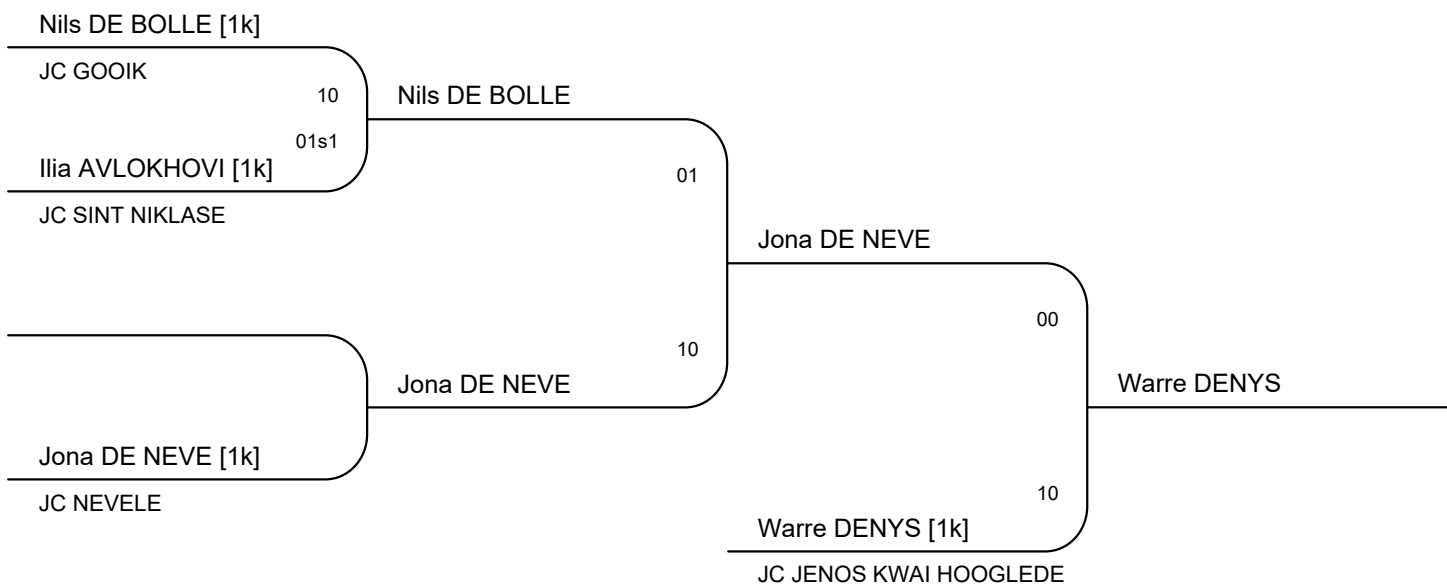 Nils DE BOLLE [1k]
JC GOOIK
10
Nils DE BOLLE
01s1
Ilia AVLOKHOVI [1k]
01
JC SINT NIKLASE
Jona DE NEVE
00
10
Jona DE NEVE
Warre DENYS
Jona DE NEVE [1k]
JC NEVELE
10
Warre DENYS [1k]
JC JENOS KWAI HOOGLEDE